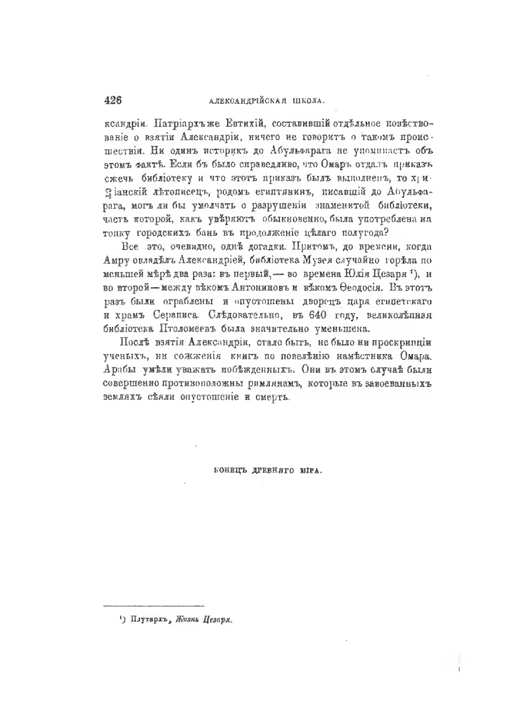 426 АЛЕКСАНДРІЙСКАЯ ШКОЛА.
ксандріи. Патріархъ же Евтихій, составившій отдѣльное повѣство-
ваніе о взятіи Александріи, ничего не говоритъ о такомъ проис-
шествіи. Ни одинъ историкъ до Абульфарага не упоминаетъ объ
этомъ фактѣ. Если бъ было справедливо, что Омаръ отдалъ приказъ
сжечь библіотеку и что этотъ приказъ былъ выполненъ, то хри-
стіанскій лѣтописецъ, родомъ египтянинъ, писавшій до Абульфа-
рага, могъ ли бы умолчать о разрушеніи знаменитой библіотеки,
часть которой, какъ увѣряютъ обыкновенно, была употреблена на
топку городскихъ бань въ продолженіе цѣлаго полугода?
Все это, очевидно, однѣ догадки. Притомъ, до времени, когда
Амру овладѣлъ Александріей, библіотека Музея случайно горѣла по
меньшей мѣрѣ два раза: въ первый,— во времена Юлія Цезаря ¹), и
во второй—между вѣкомъ Антониновъ и вѣкомъ Ѳеодосія. Въ этотъ
разъ были ограблены и опустошены дворецъ царя египетскаго
и храмъ Сераписа. Слѣдовательно, въ 640 году, великолѣпная
библіотека Птоломеевъ была значительно уменьшена.
Послѣ взятія Александріи, стало быть, не было ни проскрипціи
ученыхъ, ни сожженія книгъ по повелѣнію намѣстника Омара.
Арабы умѣли уважать побѣжденныхъ. Они въ этомъ случаѣ были
совершенно противоположны римлянамъ, которые въ завоеванныхъ
земляхъ сѣяли опустошеніе и смерть.
КОНЕЦЪ ДРЕВНЯГО МІРА.
¹) Плутархъ, Жизнь Цезаря.